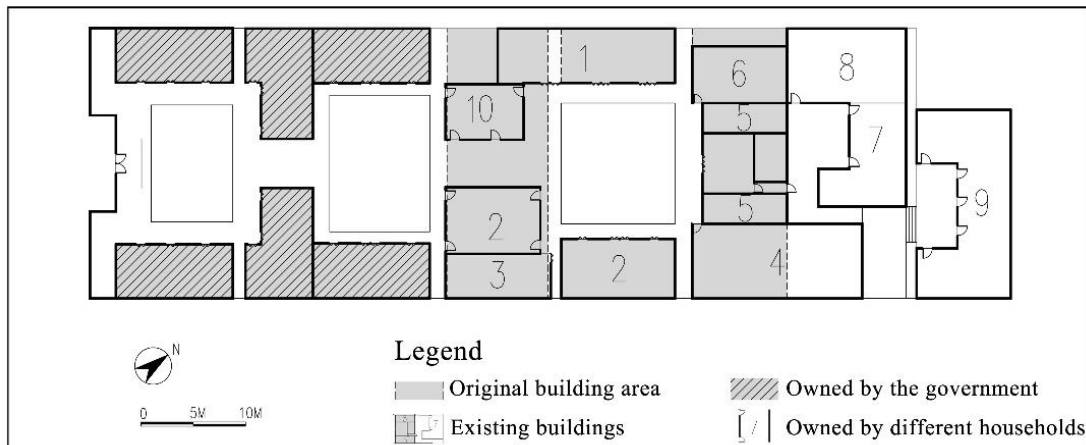 1
6
8
10
5
7
2
5
9
3
2
4
N
Legend
0 5M 10M
Original building area
Owned by the government
Existing buildings
7
Owned by different households